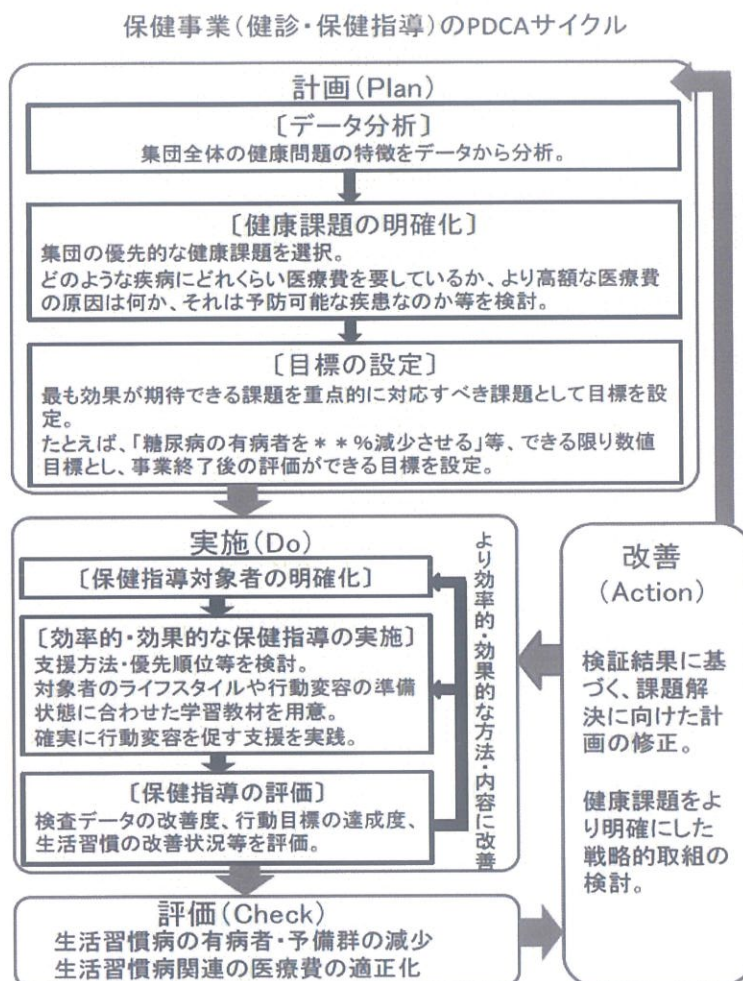 保健事業(健診・保健指導)のPDCAサイクル
計画(Plan)
〔データ分析〕
集団全体の健康問題の特徴をデータから分析。
〔健康課題の明確化〕
集団の優先的な健康課題を選択。
どのような疾病にどれくらい医療費を要しているか、より高額な医療費
の原因は何か、それは予防可能な疾患なのか等を検討。
〔目標の設定〕
最も効果が期待できる課題を重点的に対応すべき課題として目標を設
定。
たとえば、「糖尿病の有病者を**%減少させる」等、できる限り数値
目標とし、事業終了後の評価ができる目標を設定。
実施(Do)
〔保健指導対象者の明確化〕
〔効率的・効果的な保健指導の実施〕
支援方法・優先順位等を検討。
対象者のライフスタイルや行動変容の準備
状態に合わせた学習教材を用意。
確実に行動変容を促す支援を実践。
〔保健指導の評価〕
検査データの改善度、行動目標の達成度、
生活習慣の改善状況等を評価。
より効率的・効果的な方法・内容に改善
評価(Check)
生活習慣病の有病者・予備群の減少
生活習慣病関連の医療費の適正化
改善
(Action)
検証結果に基
づく、課題解
決に向けた計
画の修正。
健康課題をよ
り明確にした
戦略的取組の
検討。